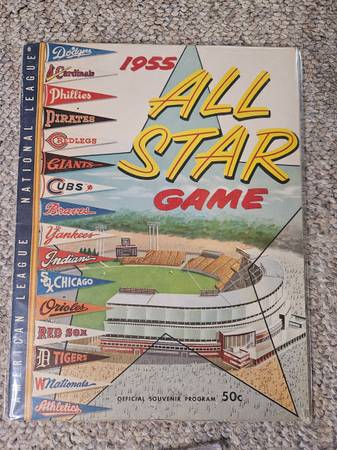 1955
ALL
STAR
GAME
NATIONAL LEAGUE
AMERICAN LEAGUE
Dodgers
Cardinals
Phillies
PIRATES
REDLEGS
GIANTS
CUBS
Braves
Yankees
Indians
SOX CHICAGO
Orioles
RED SOX
D TIGERS
W Nationals
Athletics
OFFICIAL SOUVENIR PROGRAM 50c